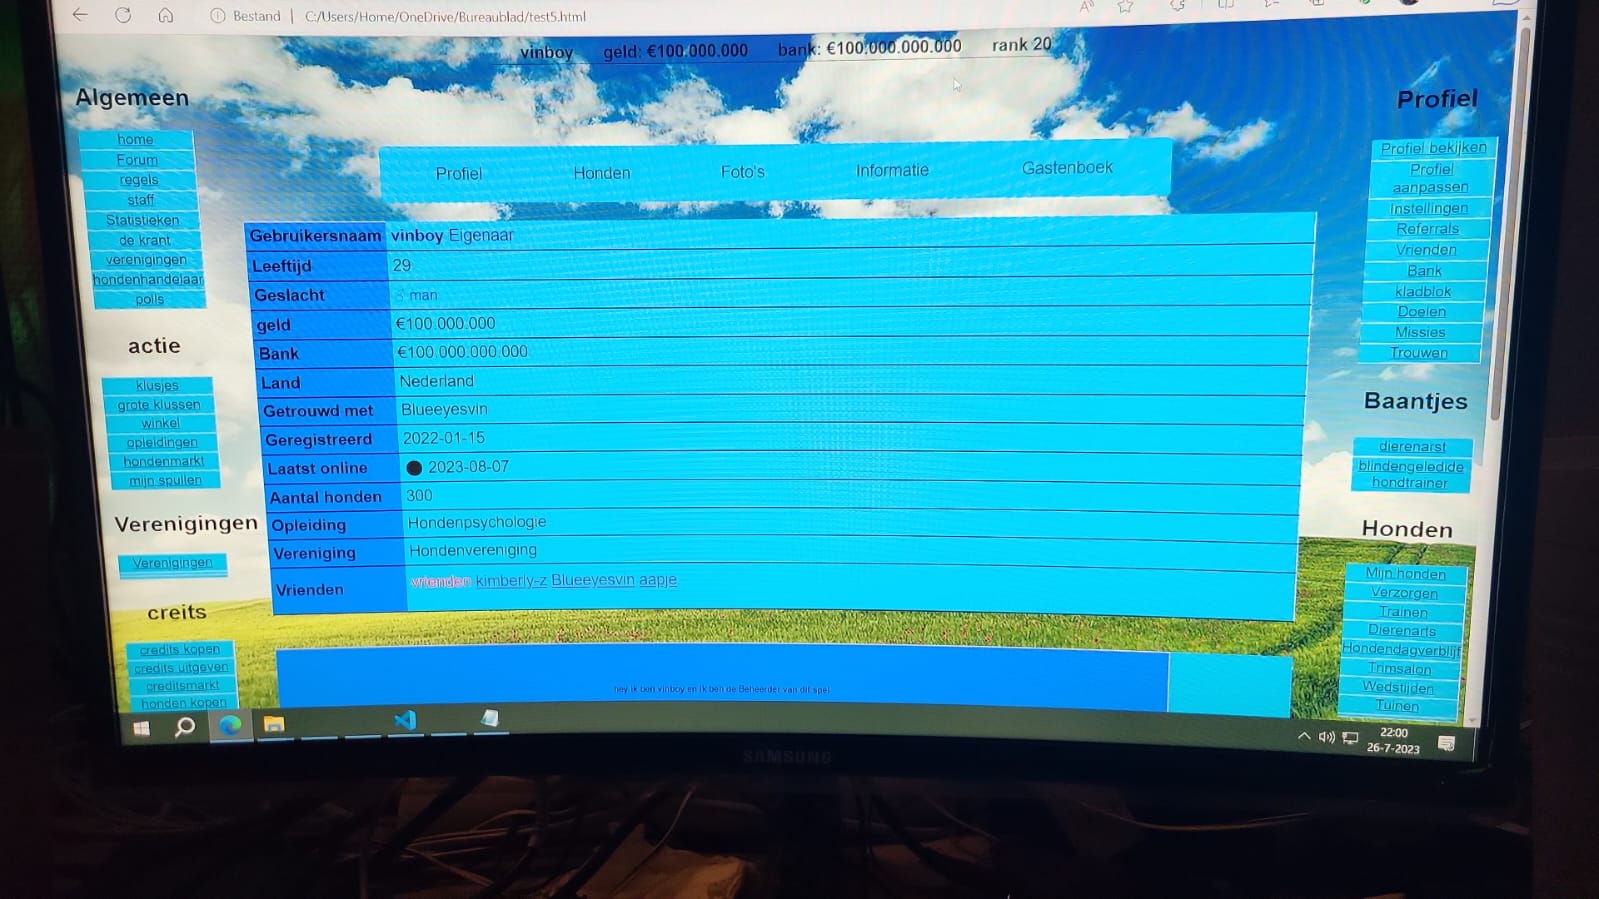 Bestand | C:/Users/Home/OneDrive/Bureaublad/test5.html
vinboy geld: €100.000.000 bank: €100.000.000.000 rank 20
Algemeen
home
Forum
regels
staff
Statistieken
de krant
verenigingen
hondenhandelaar
polls
actie
klusjes
grote klussen
winkel
opleidingen
hondenmarkt
mijn spullen
Verenigingen
Verenigingen
creits
credits kopen
credits uitgeven
creditsmarkt
honden kopen
Profiel Honden Foto's Informatie Gastenboek
Gebruikersnaam vinboy Eigenaar
Leeftijd 29
Geslacht ♂ man
geld €100.000.000
Bank €100.000.000.000
Land Nederland
Getrouwd met Blueeyesvin
Geregistreerd 2022-01-15
Laatst online 2023-08-07
Aantal honden 300
Opleiding Hondenpsychologie
Vereniging Hondenvereniging
Vrienden vrienden kimberly-z Blueeyesvin aapje
hey ik ben vinboy en ik ben de Beheerder van dit spel
Profiel
Profiel bekijken
Profiel
aanpassen
Instellingen
Referrals
Vrienden
Bank
kladblok
Doelen
Missies
Trouwen
Baantjes
dierenarst
blindengeledide
hondtrainer
Honden
Mijn honden
Verzorgen
Trainen
Dierenarts
Hondendagverblijf
Trimsalon
Wedstijden
Tuinen
22:00
26-7-2023
SAMSUNG